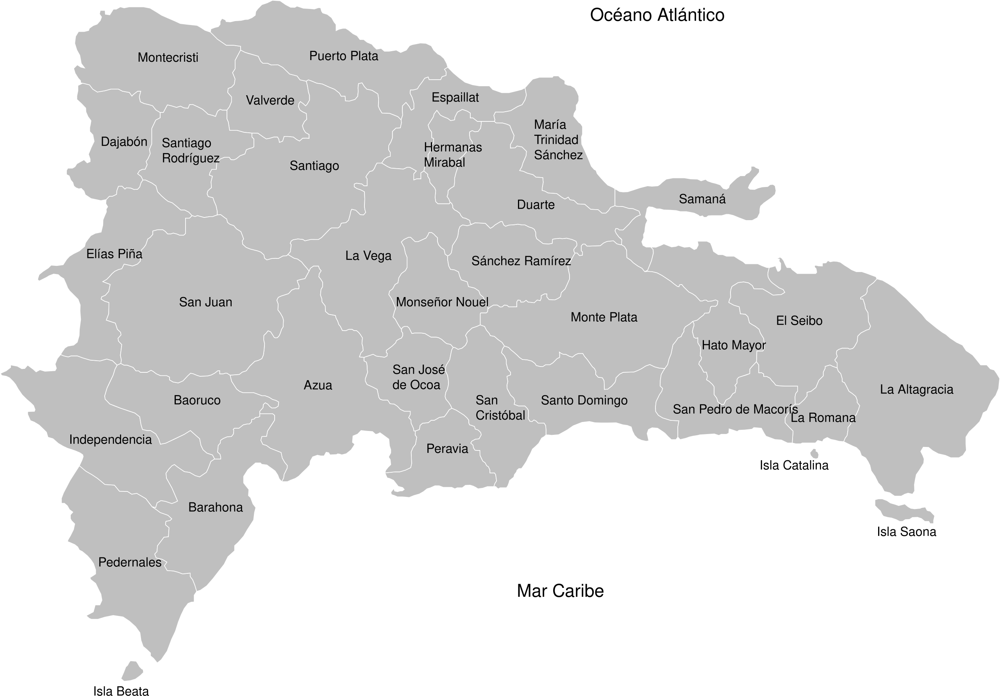 Océano Atlántico
Montecristi
Puerto Plata
Valverde
Espaillat
María
Trinidad
Sánchez
Dajabón
Santiago
Rodríguez
Santiago
Hermanas
Mirabal
Duarte
Samaná
Elías Piña
La Vega
Sánchez Ramírez
San Juan
Monseñor Nouel
Monte Plata
El Seibo
Hato Mayor
San José
de Ocoa
Azua
La Altagracia
Baoruco
San
Cristóbal
Santo Domingo
San Pedro de Macorís
La Romana
Independencia
Peravia
Isla Catalina
Barahona
Isla Saona
Pedernales
Mar Caribe
Isla Beata